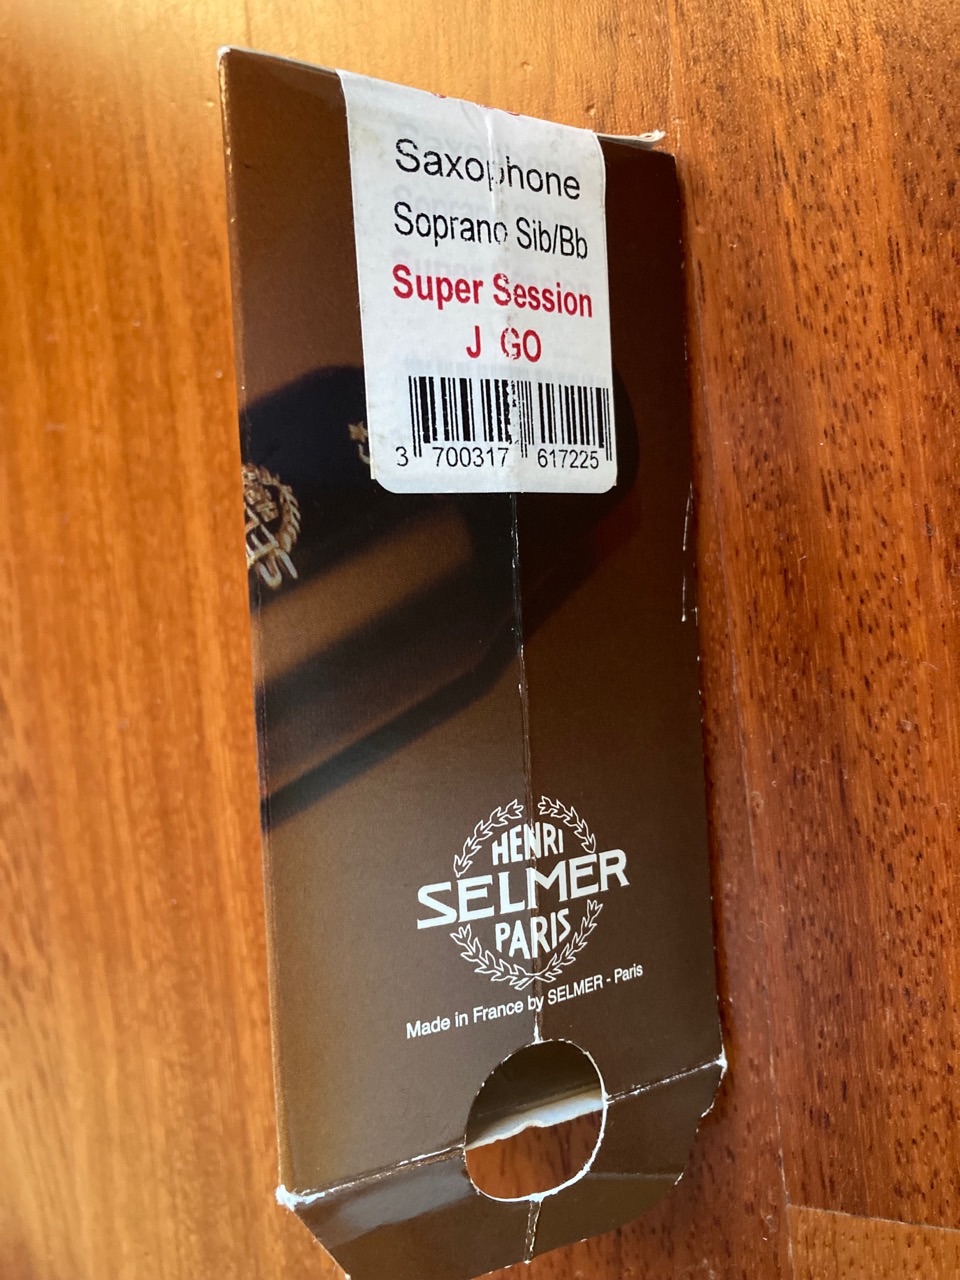 Saxophone
Soprano Sib/Bb
Super Session
J GO
3 700317 617225
HENRI
SELMER
PARIS
Made in France by SELMER - Paris